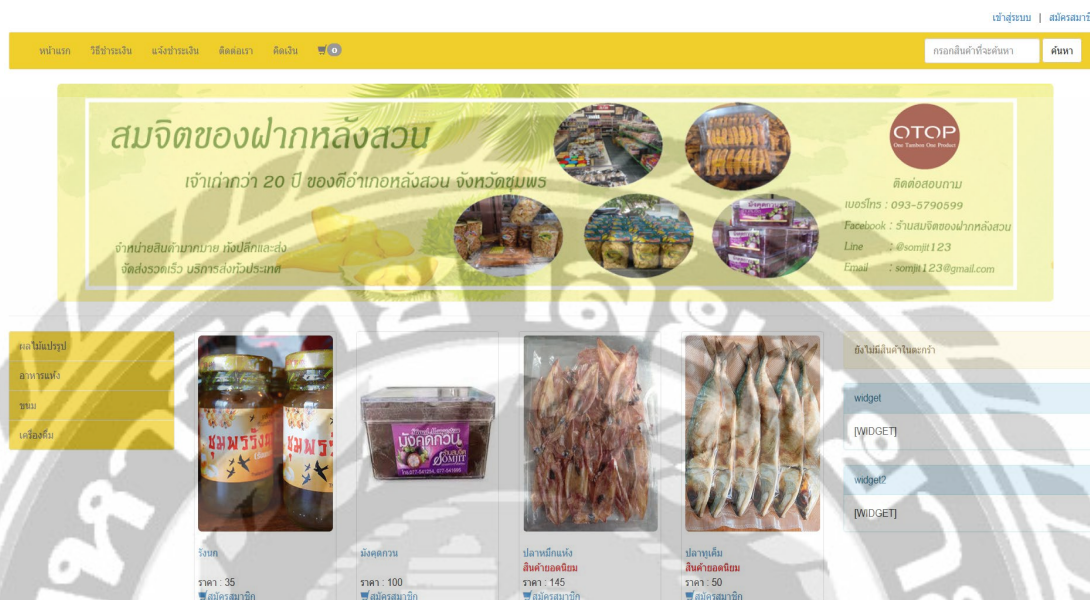 เข้าสู่ระบบ | สมัครสมาชิ
หน้าแรก วิธีชำระเงิน แจ้งชำระเงิน ติดต่อเรา คิดเงิน 0 กรอกสินค้าที่จะค้นหา ค้นหา
สมจิตของฝากหลังสวน
เจ้าเก่ากว่า 20 ปี ของดีอำเภอหลังสวน จังหวัดชุมพร
จำหน่ายสินค้ามากมาย ทั้งปลีกและส่ง
จัดส่งรวดเร็ว บริการส่งทั่วประเทศ
มังคุดกวน
OTOP
One Tambon One Product
ติดต่อสอบถาม
เบอร์โทร : 093-5790599
Facebook : ร้านสมจิตของฝากหลังสวน
Line : @somjit123
Email : somjit123@gmail.com
ผลไม้แปรรูป
อาหารแห้ง
ขนม
เครื่องดื่ม
ชุมพรรังน
ชุมพร
มังคุดกวน
SOMJIT
โทร.077-541254, 077-541696
รังนก
ราคา : 35
สมัครสมาชิก
มังคุดกวน
ราคา : 100
สมัครสมาชิก
ปลาหมึกแห้ง
สินค้ายอดนิยม
ราคา : 145
สมัครสมาชิก
ปลาทูเค็ม
สินค้ายอดนิยม
ราคา : 50
สมัครสมาชิก
ยังไม่มีสินค้าในตะกร้า
widget
[WIDGET]
widget2
[WIDGET]